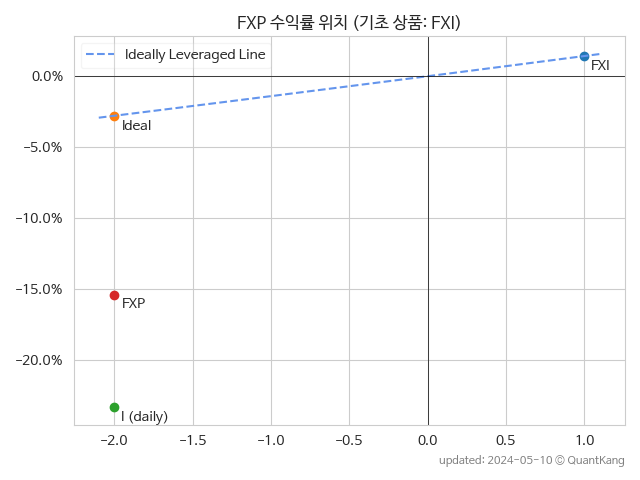 FXP 수익률 위치 (기초 상품: FXI)
Ideally Leveraged Line
0.0%
FXI
Ideal
−5.0%
−10.0%
−15.0%
FXP
−20.0%
I (daily)
−2.0 −1.5 −1.0 −0.5 0.0 0.5 1.0
updated: 2024-05-10 © QuantKang